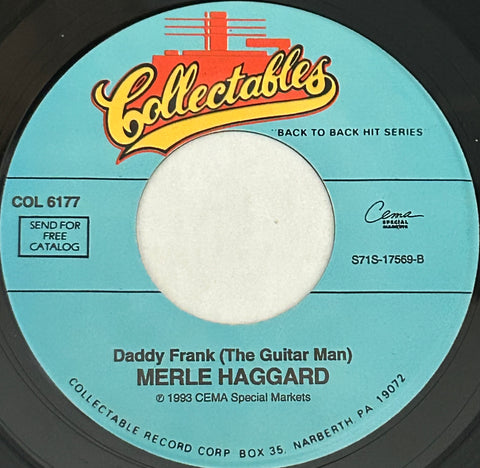 Collectables
"BACK TO BACK HIT SERIES"
COL 6177
SEND FOR
FREE
CATALOG
Cema
SPECIAL
MARKETS
S71S-17569-B
Daddy Frank (The Guitar Man)
MERLE HAGGARD
℗ 1993 CEMA Special Markets
COLLECTABLE RECORD CORP BOX 35, NARBERTH PA 19072